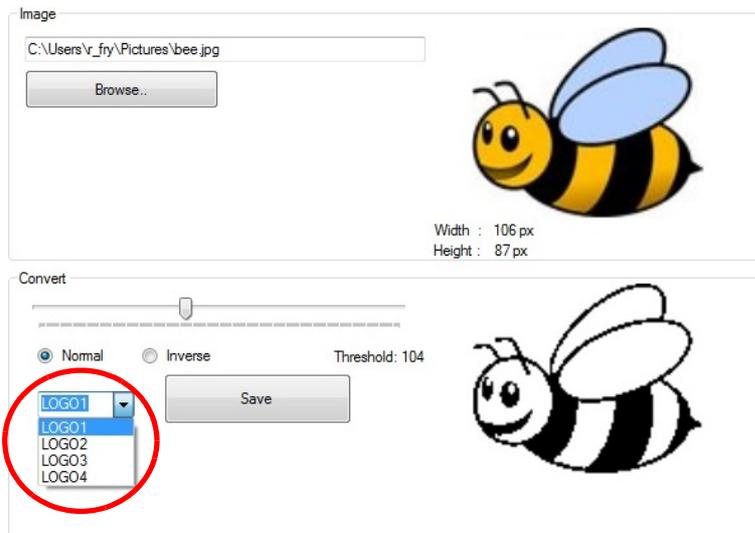 Image
C:\Users\r_fry\Pictures\bee.jpg
Browse..
Width : 106 px
Height : 87 px
Convert
Normal Inverse Threshold: 104
LOGO1 Save
LOGO1
LOGO2
LOGO3
LOGO4